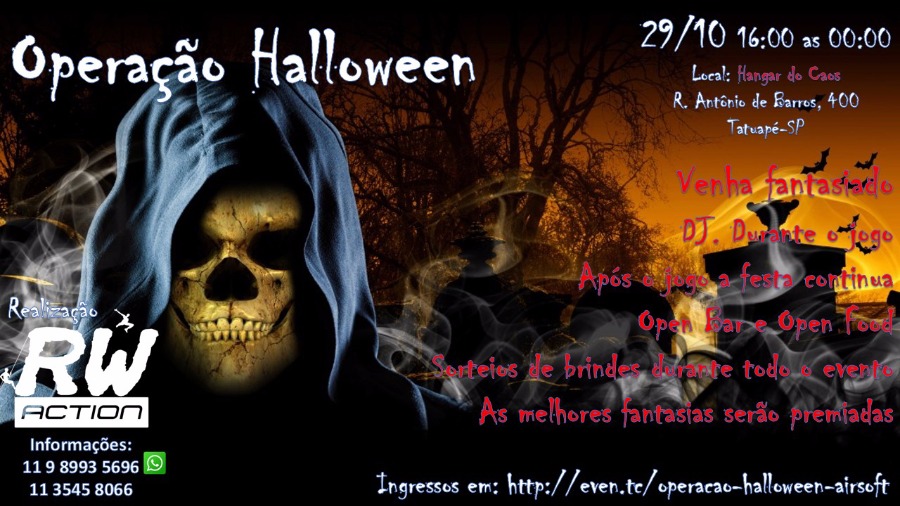 Operação Halloween
29/10 16:00 as 00:00
Local: Hangar do Caos
R. Antônio de Barros, 400
Tatuapé-SP
Venha fantasiado
DJ. Durante o jogo
Após o jogo a festa continua
Open Bar e Open Food
Sorteios de brindes durante todo o evento
As melhores fantasias serão premiadas
Realização
RW
ACTION
Informações:
11 9 8993 5696
11 3545 8066
Ingressos em: http://even.tc/operacao-halloween-airsoft